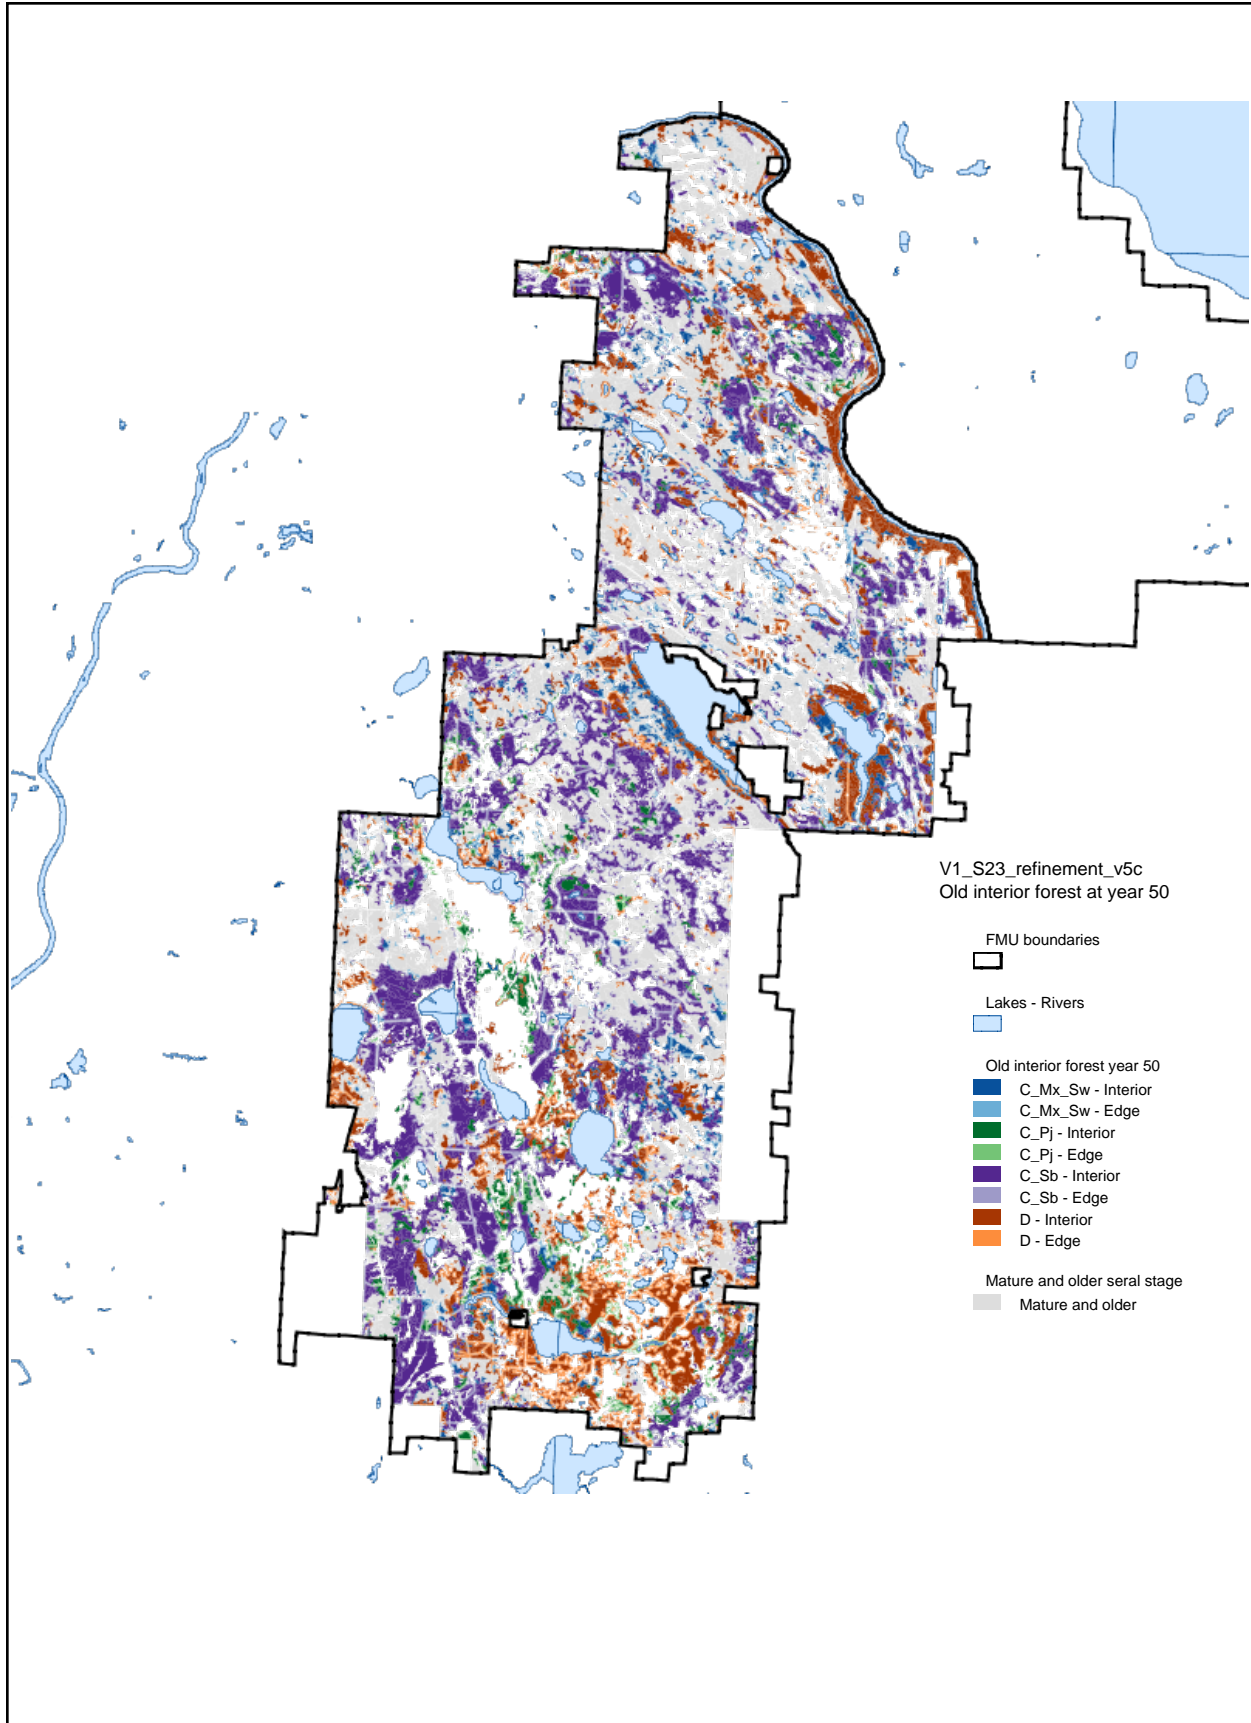 V1_S23_refinement_v5c
Old interior forest at year 50
FMU boundaries
Lakes - Rivers
Old interior forest year 50
C_Mx_Sw - Interior
C_Mx_Sw - Edge
C_Pj - Interior
C_Pj - Edge
C_Sb - Interior
C_Sb - Edge
D - Interior
D - Edge
Mature and older seral stage
Mature and older